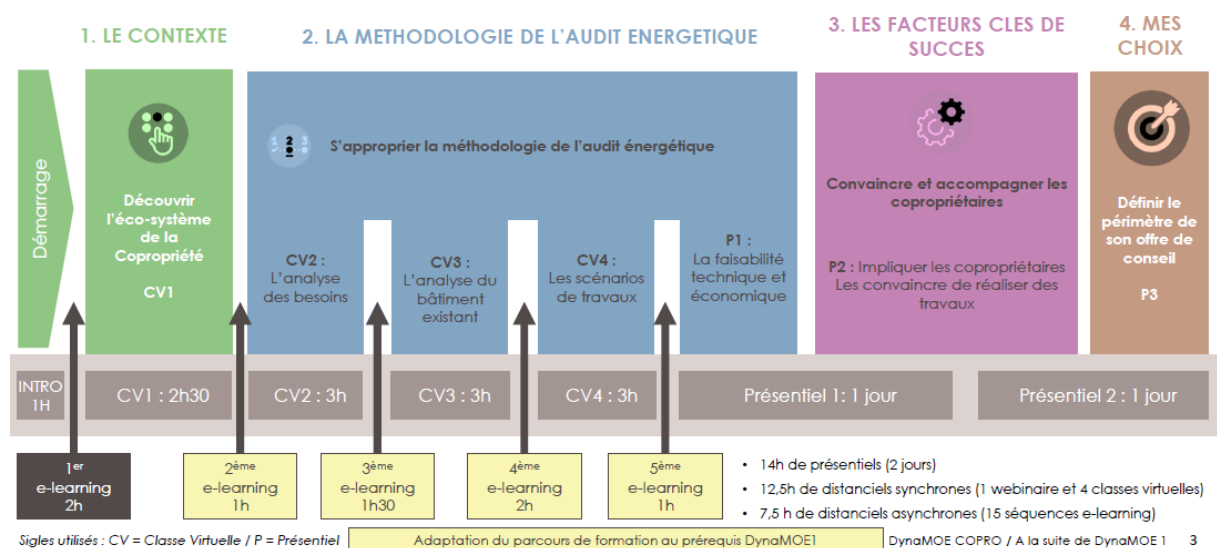 1. LE CONTEXTE
2. LA METHODOLOGIE DE L'AUDIT ENERGETIQUE
3. LES FACTEURS CLES DE
SUCCES
4. MES
CHOIX
Démarrage
Découvrir
l'éco-système
de la
Copropriété
CV1
1 2 3
S'approprier la méthodologie de l'audit énergétique
CV2 :
L'analyse
des besoins
CV3 :
L'analyse du
bâtiment
existant
CV4 :
Les scénarios
de travaux
P1 :
La faisabilité
technique et
économique
Convaincre et accompagner les
copropriétaires
P2 : Impliquer les copropriétaires
Les convaincre de réaliser des
travaux
Définir le
périmètre de
son offre de
conseil
P3
INTRO
1H
CV1 : 2h30
CV2 : 3h
CV3 : 3h
CV4 : 3h
Présentiel 1: 1 jour
Présentiel 2 : 1 jour
1er
e-learning
2h
2ème
e-learning
1h
3ème
e-learning
1h30
4ème
e-learning
2h
5ème
e-learning
1h
• 14h de présentiels (2 jours)
• 12,5h de distanciels synchrones (1 webinaire et 4 classes virtuelles)
• 7,5 h de distanciels asynchrones (15 séquences e-learning)
Sigles utilisés : CV = Classe Virtuelle / P = Présentiel
Adaptation du parcours de formation au prérequis DynaMOE1
DynaMOE COPRO / A la suite de DynaMOE 1
3